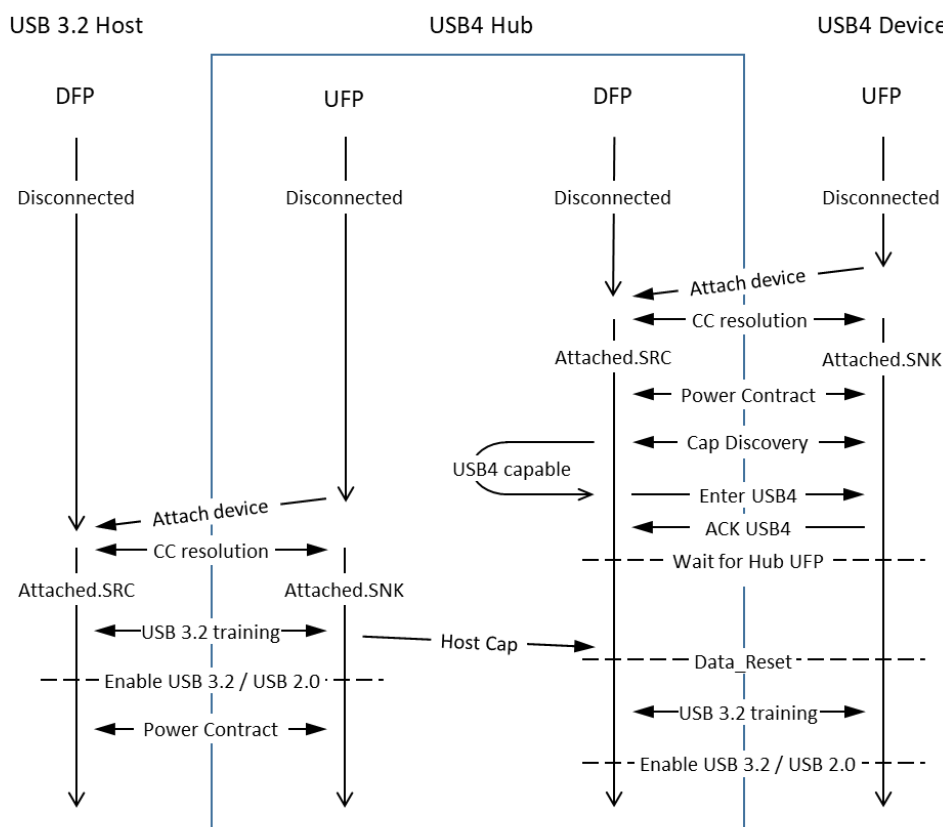 USB 3.2 Host USB4 Hub USB4 Device
DFP UFP DFP UFP
Disconnected Disconnected Disconnected Disconnected
Attach device
CC resolution
Attached.SRC Attached.SNK
Power Contract
Cap Discovery
USB4 capable
Enter USB4
Attach device
ACK USB4
CC resolution
Wait for Hub UFP
Attached.SRC Attached.SNK
USB 3.2 training
Host Cap
Data_Reset
Enable USB 3.2 / USB 2.0
USB 3.2 training
Power Contract
Enable USB 3.2 / USB 2.0